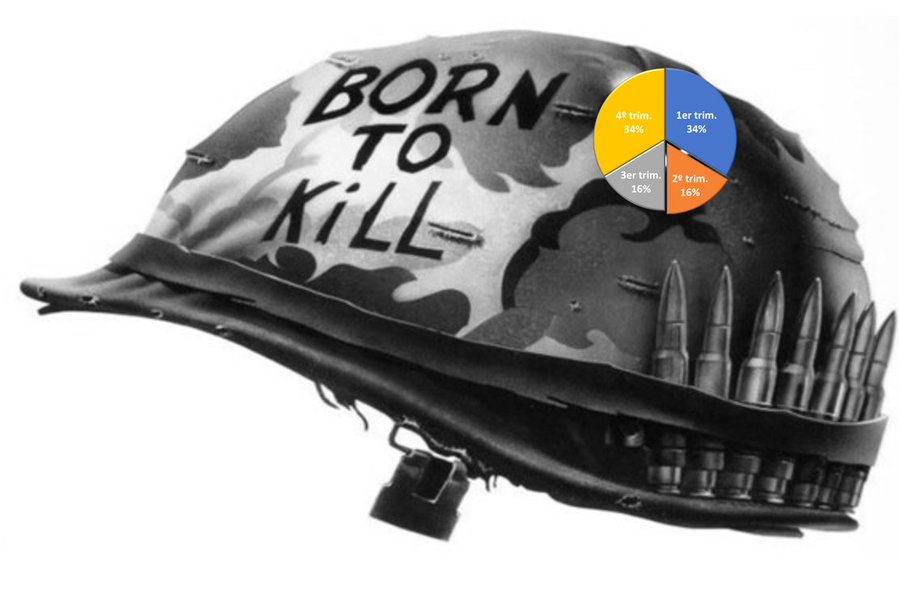 BORN
TO
KiLL
4º trim.
34%
1er trim.
34%
3er trim.
16%
2º trim.
16%